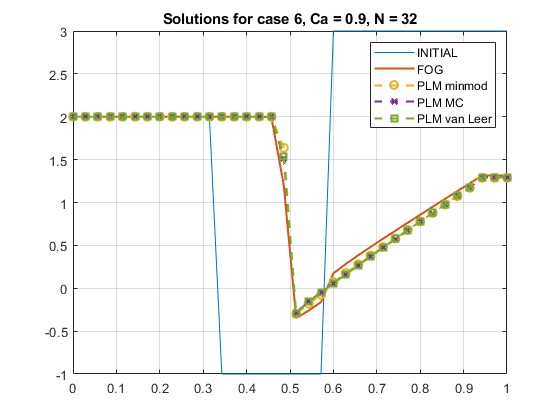 Solutions for case 6, Ca = 0.9, N = 32
3
2.5
2
1.5
1
0.5
0
-0.5
-1
INITIAL
FOG
PLM minmod
PLM MC
PLM van Leer
0 0.1 0.2 0.3 0.4 0.5 0.6 0.7 0.8 0.9 1